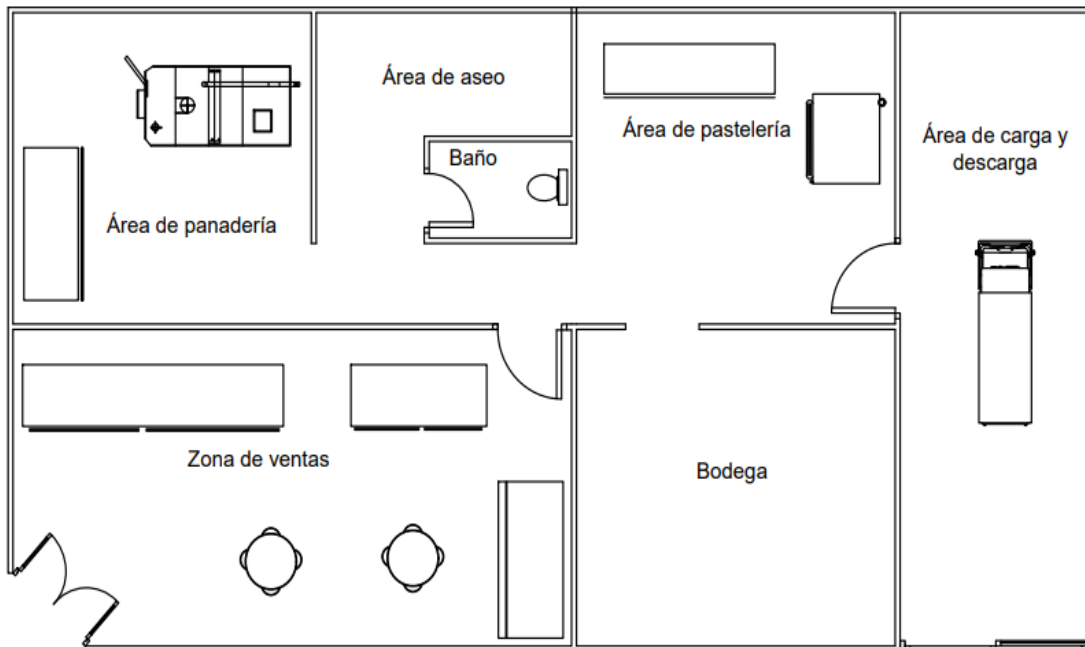 Área de aseo
Área de pastelería
Área de carga y
descarga
Baño
Área de panadería
Zona de ventas
Bodega